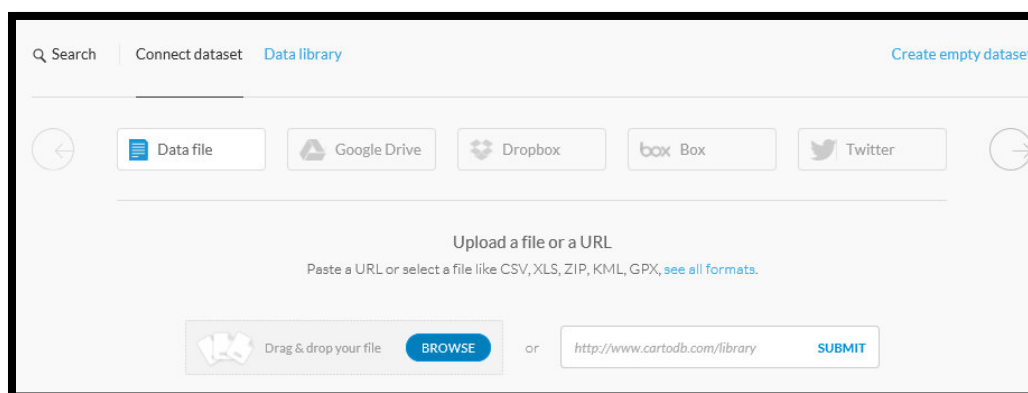 Search Connect dataset Data library Create empty dataset
Data file Google Drive Dropbox box Box Twitter
Upload a file or a URL
Paste a URL or select a file like CSV, XLS, ZIP, KML, GPX, see all formats.
Drag & drop your file BROWSE or http://www.cartodb.com/library SUBMIT